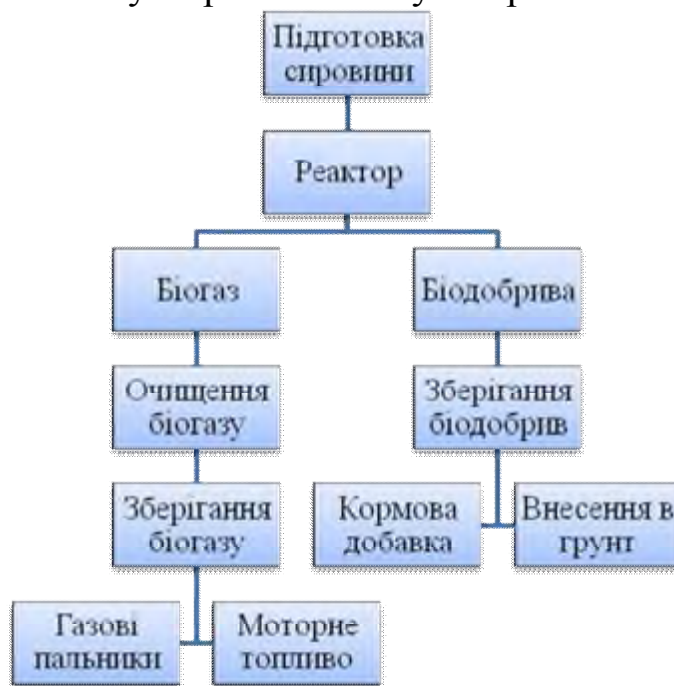 Підготовка
сировини
Реактор
Біогаз
Біодобрива
Очищення
біогазу
Зберігання
біодобрив
Зберігання
біогазу
Кормова
добавка
Внесення в
грунт
Газові
пальники
Моторне
топливо